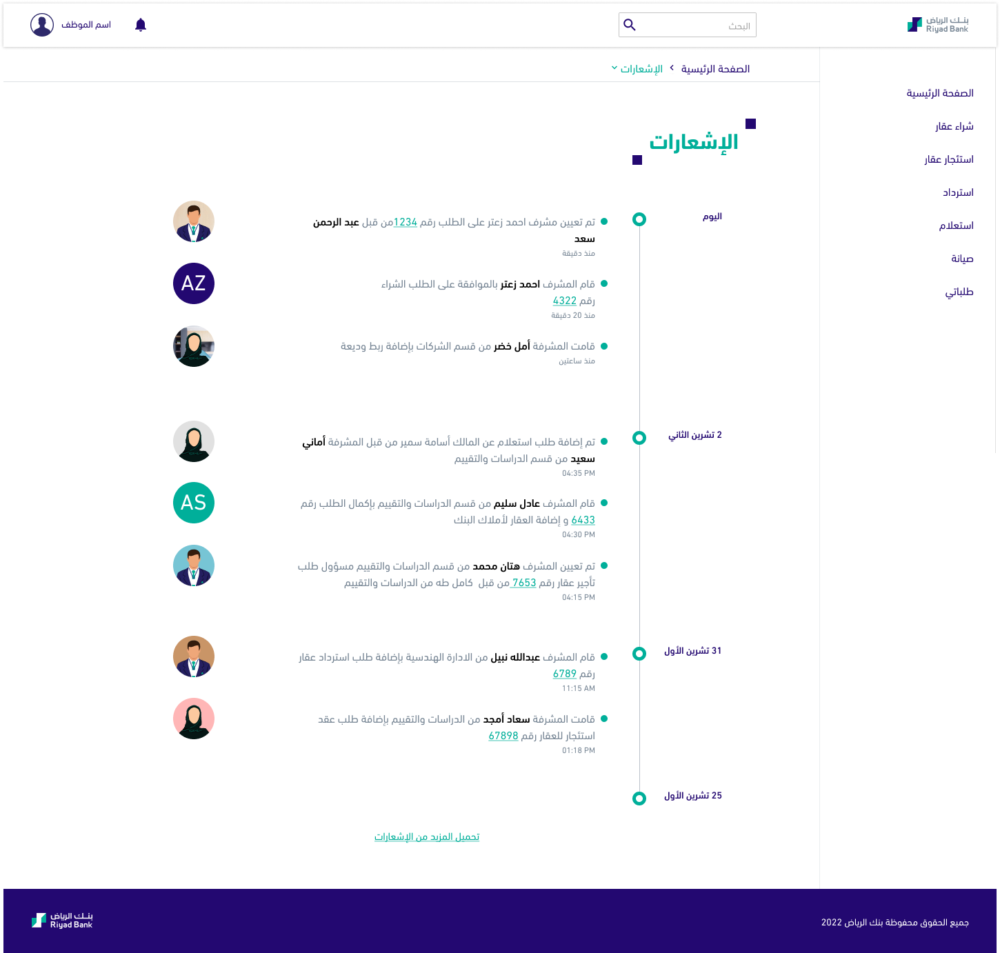 بنـك الرياض
Riyad Bank
البحث
اسم الموظف
الصفحة الرئيسية
الإشعارات
الصفحة الرئيسية
شراء عقار
استئجار عقار
استرداد
استعلام
صيانة
طلباتي
الإشعارات
اليوم
تم تعيين مشرف احمد زعتر على الطلب رقم 1234من قبل عبد الرحمن
سعد
منذ دقيقة
قام المشرف احمد زعتر بالموافقة على الطلب الشراء
رقم 4322
منذ 20 دقيقة
AZ
قامت المشرفة أمل خضر من قسم الشركات بإضافة ربط وديعة
منذ ساعتين
2 تشرين الثاني
تم إضافة طلب استعلام عن المالك أسامة سمير من قبل المشرفة أماني
سعيد من قسم الدراسات والتقييم
04:35 PM
قام المشرف عادل سليم من قسم الدراسات والتقييم بإكمال الطلب رقم
6433 و إضافة العقار لأملاك البنك
04:30 PM
AS
تم تعيين المشرف هتان محمد من قسم الدراسات والتقييم مسؤول طلب
تأجير عقار رقم 7653 من قبل كامل طه من الدراسات والتقييم
04:15 PM
31 تشرين الأول
قام المشرف عبدالله نبيل من الادارة الهندسية بإضافة طلب استرداد عقار
رقم 6789
11:15 AM
قامت المشرفة سعاد أمجد من الدراسات والتقييم بإضافة طلب عقد
استئجار للعقار رقم 67898
01:18 PM
25 تشرين الأول
تحميل المزيد من الإشعارات
جميع الحقوق محفوظة بنك الرياض 2022
بنـك الرياض
Riyad Bank